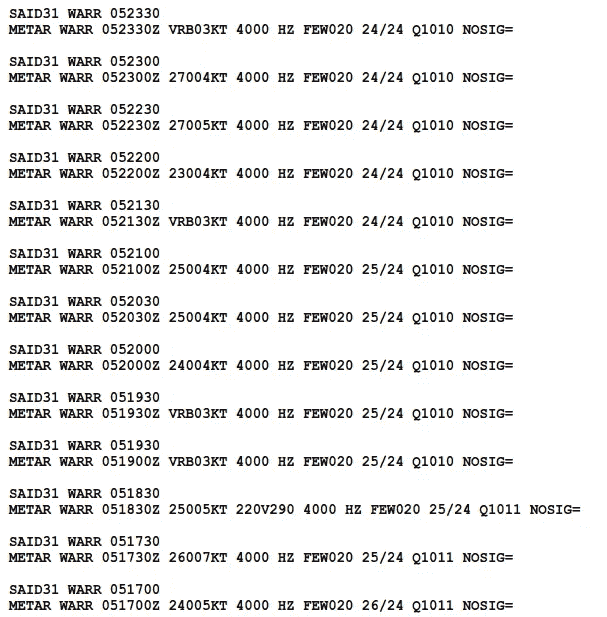 SAID31 WARR 052330
METAR WARR 052330Z VRB03KT 4000 HZ FEW020 24/24 Q1010 NOSIG=
SAID31 WARR 052300
METAR WARR 052300Z 27004KT 4000 HZ FEW020 24/24 Q1010 NOSIG=
SAID31 WARR 052230
METAR WARR 052230Z 27005KT 4000 HZ FEW020 24/24 Q1010 NOSIG=
SAID31 WARR 052200
METAR WARR 052200Z 23004KT 4000 HZ FEW020 24/24 Q1010 NOSIG=
SAID31 WARR 052130
METAR WARR 052130Z VRB03KT 4000 HZ FEW020 24/24 Q1010 NOSIG=
SAID31 WARR 052100
METAR WARR 052100Z 25004KT 4000 HZ FEW020 25/24 Q1010 NOSIG=
SAID31 WARR 052030
METAR WARR 052030Z 25004KT 4000 HZ FEW020 25/24 Q1010 NOSIG=
SAID31 WARR 052000
METAR WARR 052000Z 24004KT 4000 HZ FEW020 25/24 Q1010 NOSIG=
SAID31 WARR 051930
METAR WARR 051930Z VRB03KT 4000 HZ FEW020 25/24 Q1010 NOSIG=
SAID31 WARR 051930
METAR WARR 051900Z VRB03KT 4000 HZ FEW020 25/24 Q1010 NOSIG=
SAID31 WARR 051830
METAR WARR 051830Z 25005KT 220V290 4000 HZ FEW020 25/24 Q1011 NOSIG=
SAID31 WARR 051730
METAR WARR 051730Z 26007KT 4000 HZ FEW020 25/24 Q1011 NOSIG=
SAID31 WARR 051700
METAR WARR 051700Z 24005KT 4000 HZ FEW020 26/24 Q1011 NOSIG=